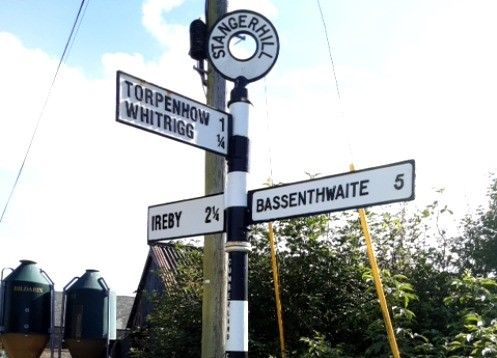 STANGERHILL
TORPENHOW 1
WHITRIGG ¼
IREBY 2¼
BASSENTHWAITE 5